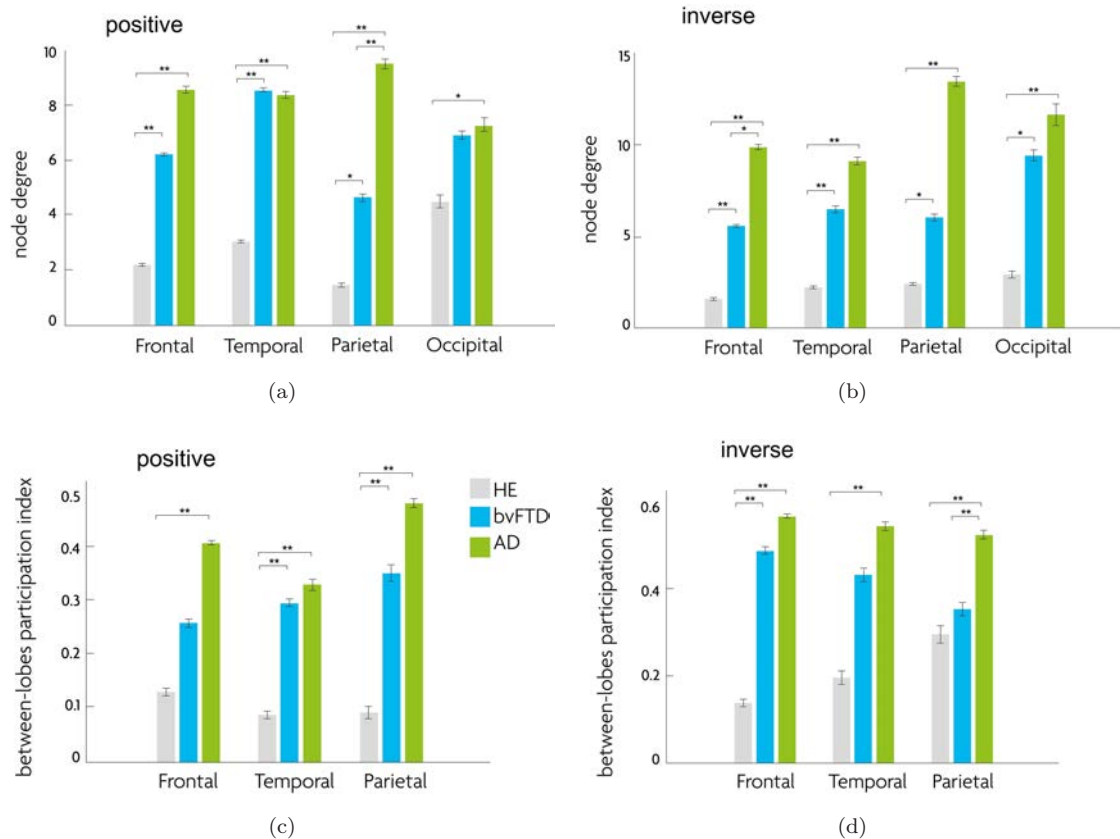 positive
** ** ** ** ** ** ** * *
node degree
10
8
6
4
2
0
Frontal Temporal Parietal Occipital
(a)
inverse
** * ** ** ** ** * ** *
node degree
15
10
5
0
Frontal Temporal Parietal Occipital
(b)
positive
** ** ** ** **
between-lobes participation index
0.5
0.4
0.3
0.2
0.1
0
Frontal Temporal Parietal
HE
bvFTD
AD
(c)
inverse
** ** ** ** **
between-lobes participation index
0.6
0.4
0.2
0
Frontal Temporal Parietal
(d)